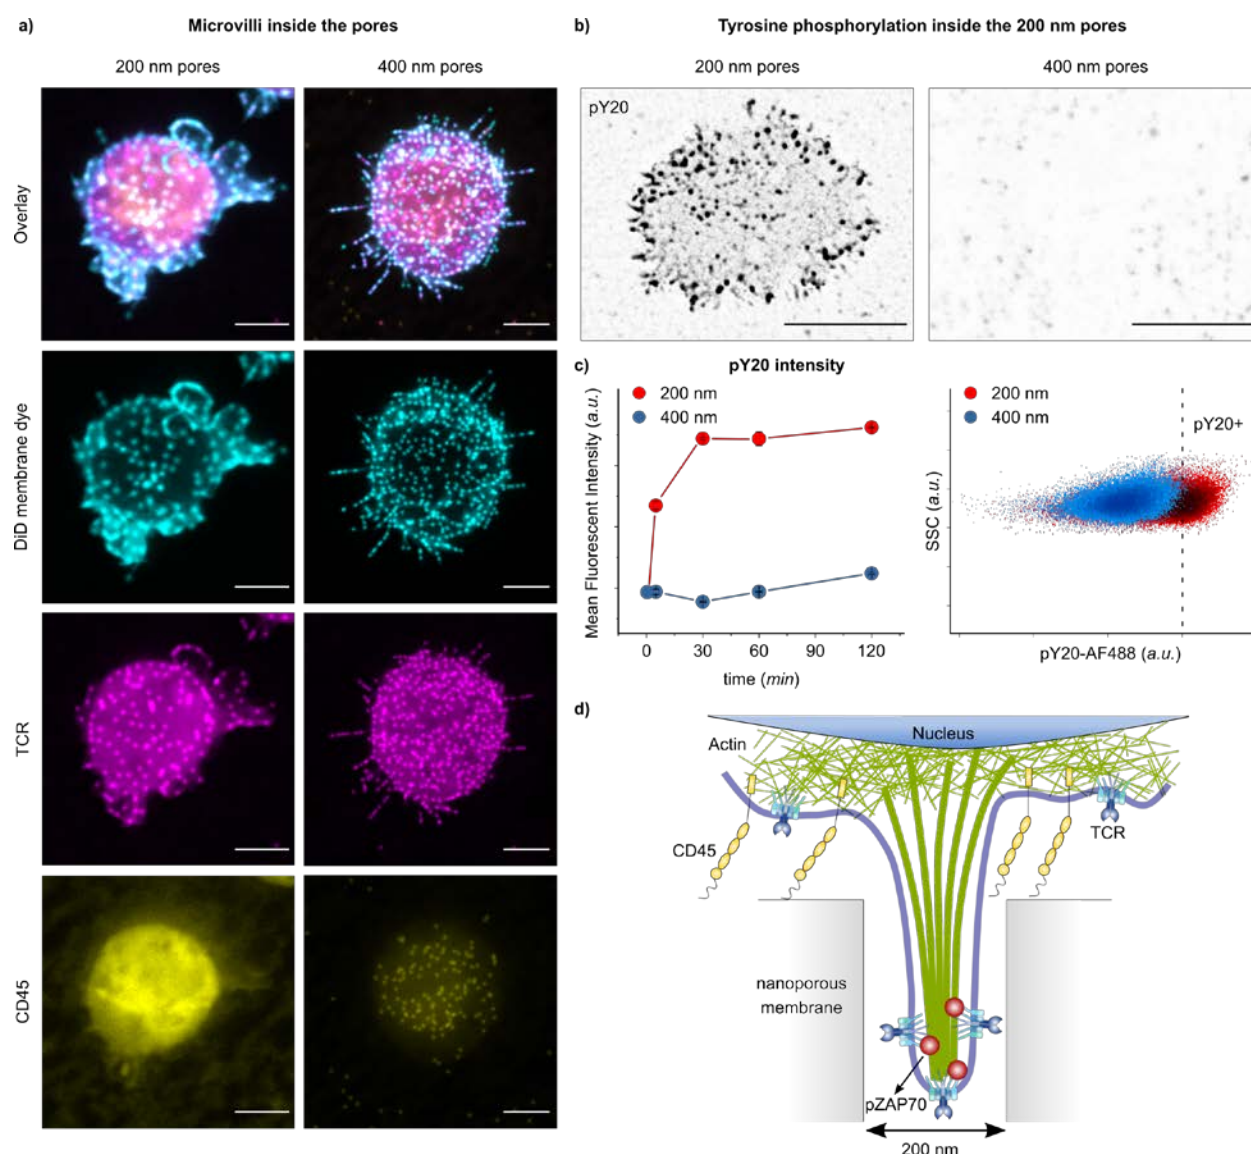 a)
Microvilli inside the pores
200 nm pores
400 nm pores
Overlay
DiD membrane dye
TCR
CD45
b)
Tyrosine phosphorylation inside the 200 nm pores
200 nm pores
400 nm pores
pY20
c)
pY20 intensity
200 nm
400 nm
Mean Fluorescent Intensity (a.u.)
0 30 60 90 120
time (min)
200 nm
400 nm
pY20+
SSC (a.u.)
pY20-AF488 (a.u.)
d)
Nucleus
Actin
TCR
CD45
nanoporous
membrane
pZAP70
200 nm